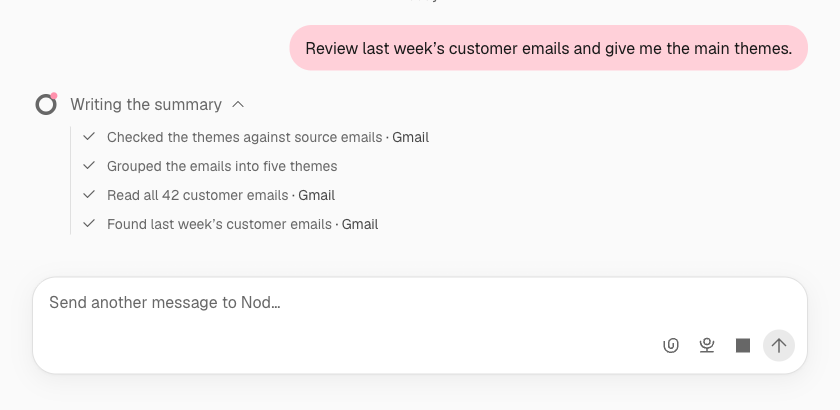 Review last week’s customer emails and give me the main themes.
Writing the summary
Checked the themes against source emails · Gmail
Grouped the emails into five themes
Read all 42 customer emails · Gmail
Found last week’s customer emails · Gmail
Send another message to Nod...